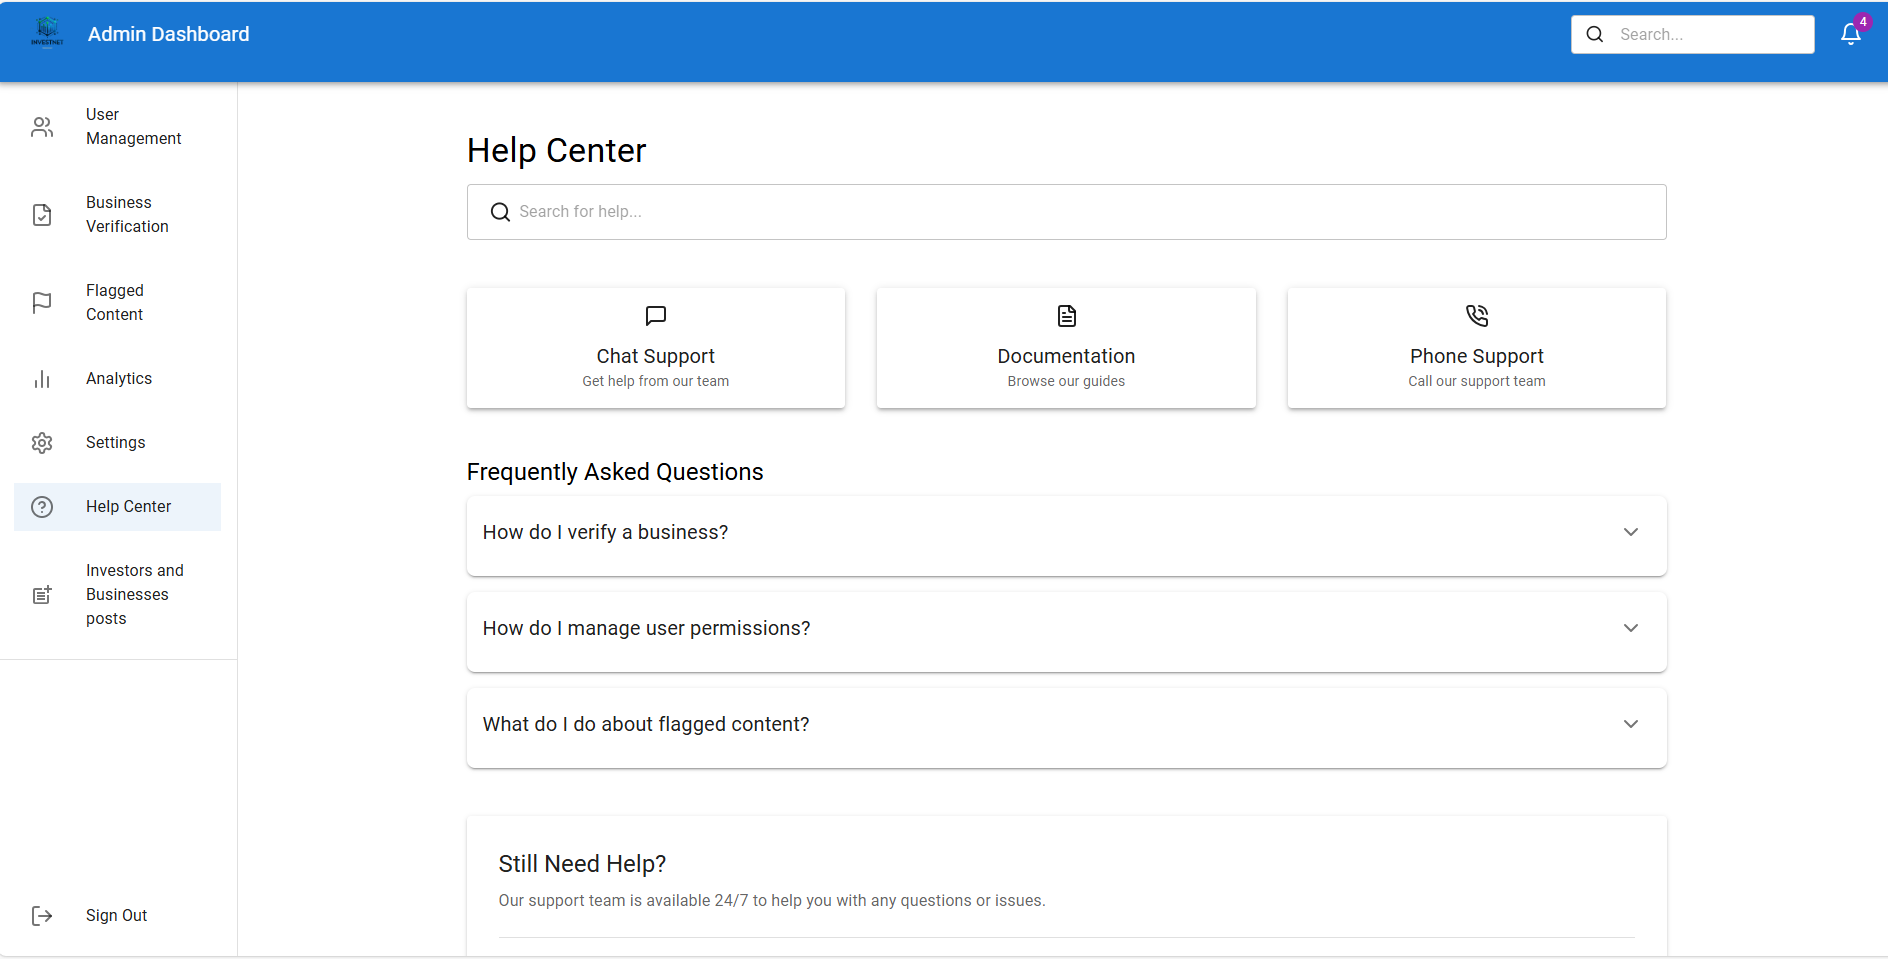 INVESTNET
Admin Dashboard
Search...
4
User
Management
Business
Verification
Flagged
Content
Analytics
Settings
Help Center
Investors and
Businesses
posts
Sign Out
Help Center
Search for help...
Chat Support
Get help from our team
Documentation
Browse our guides
Phone Support
Call our support team
Frequently Asked Questions
How do I verify a business?
How do I manage user permissions?
What do I do about flagged content?
Still Need Help?
Our support team is available 24/7 to help you with any questions or issues.